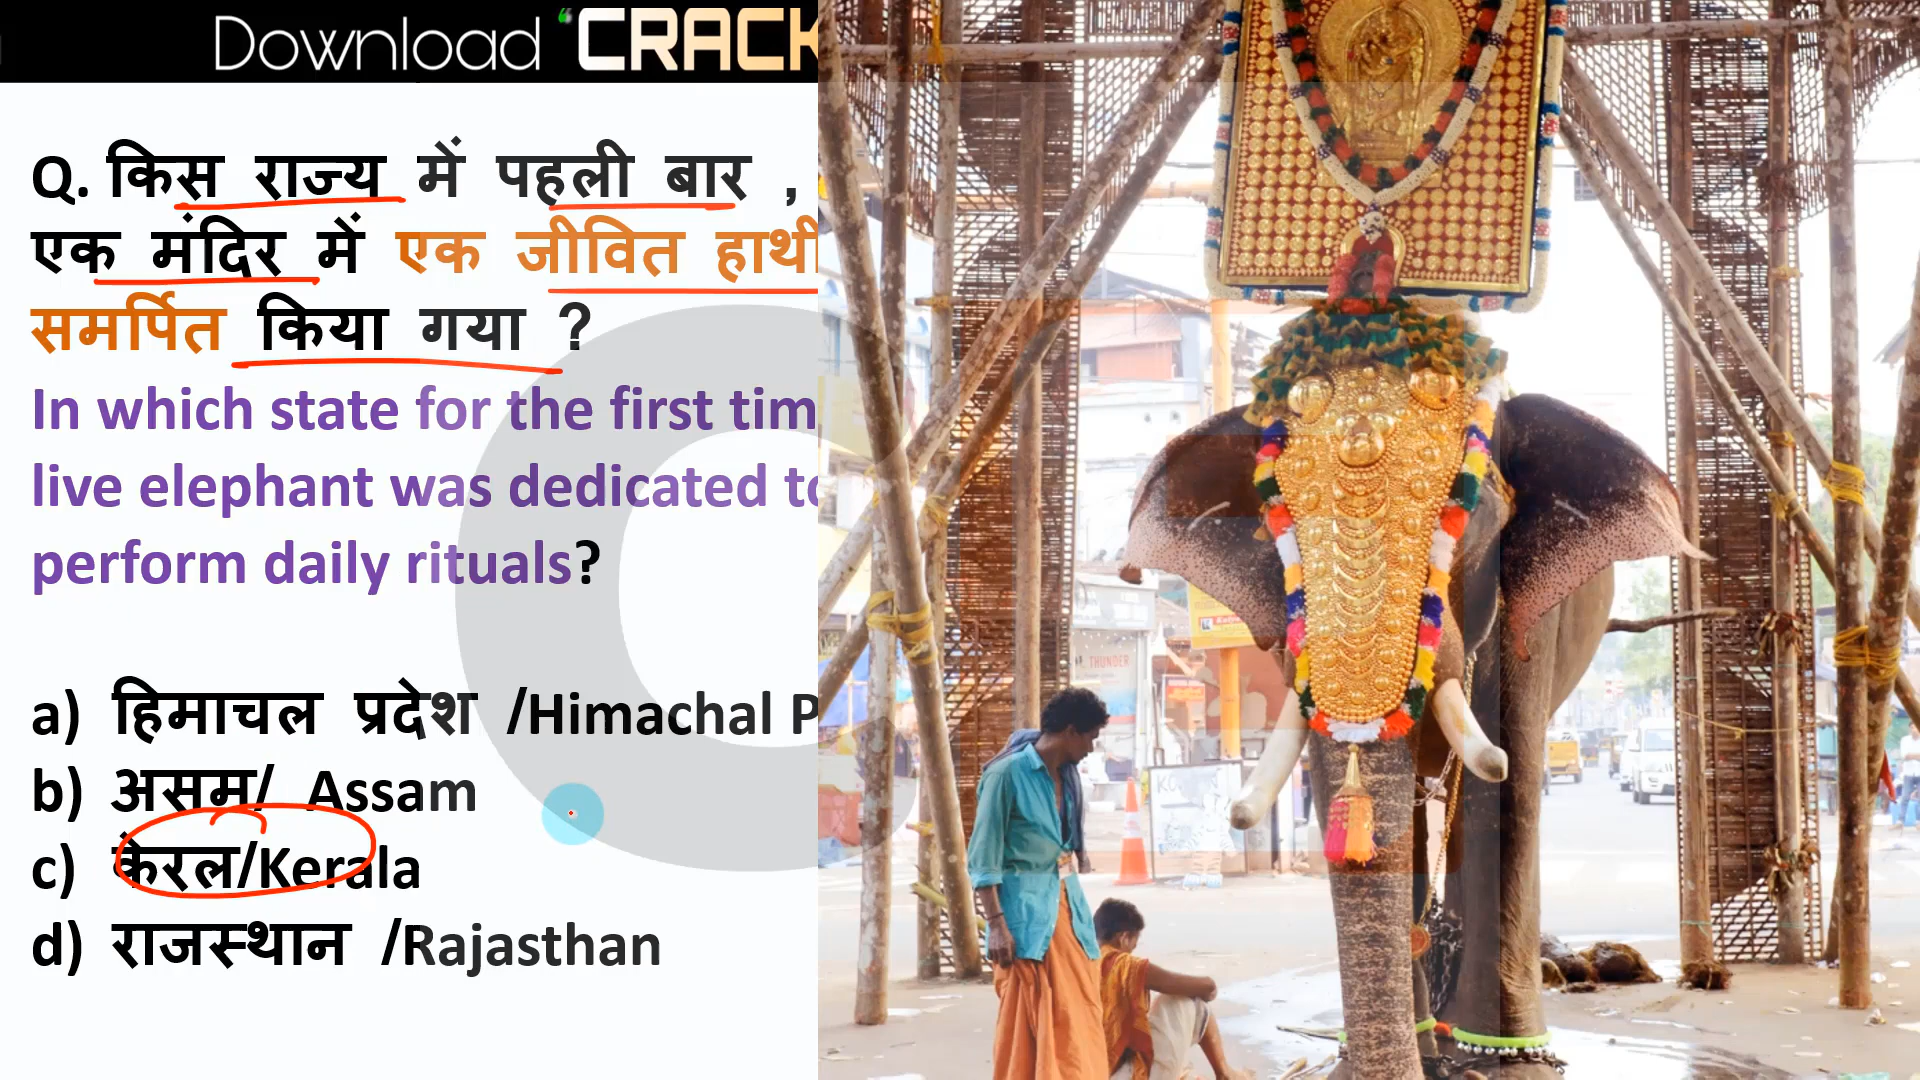 Download “CRACK
Q. किस राज्य में पहली बार ,
एक मंदिर में एक जीवित हाथी
समर्पित किया गया ?
In which state for the first tim
live elephant was dedicated to
perform daily rituals?
a) हिमाचल प्रदेश /Himachal P
b) असम/ Assam
c) केरल/Kerala
d) राजस्थान /Rajasthan
THUNDER